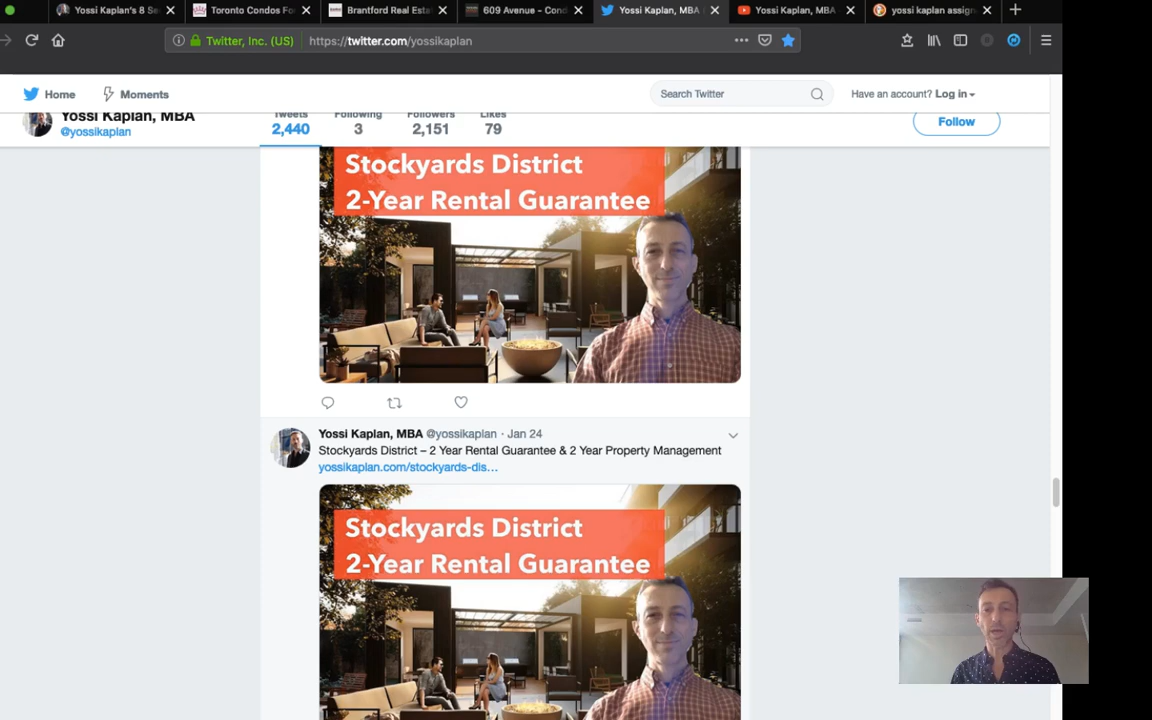 Yossi Kaplan's 8 Se
Toronto Condos Fo
Brantford Real Esta
609 Avenue - Cond
Yossi Kaplan, MBA
Yossi Kaplan, MBA
yossi kaplan assign
Twitter, Inc. (US)
https://twitter.com/yossikaplan
Home
Moments
Search Twitter
Have an account? Log in
Yossi Kaplan, MBA
@yossikaplan
Tweets
2,440
Following
3
Followers
2,151
Likes
79
Follow
Stockyards District
2-Year Rental Guarantee
Yossi Kaplan, MBA @yossikaplan · Jan 24
Stockyards District – 2 Year Rental Guarantee & 2 Year Property Management
yossikaplan.com/stockyards-dis...
Stockyards District
2-Year Rental Guarantee